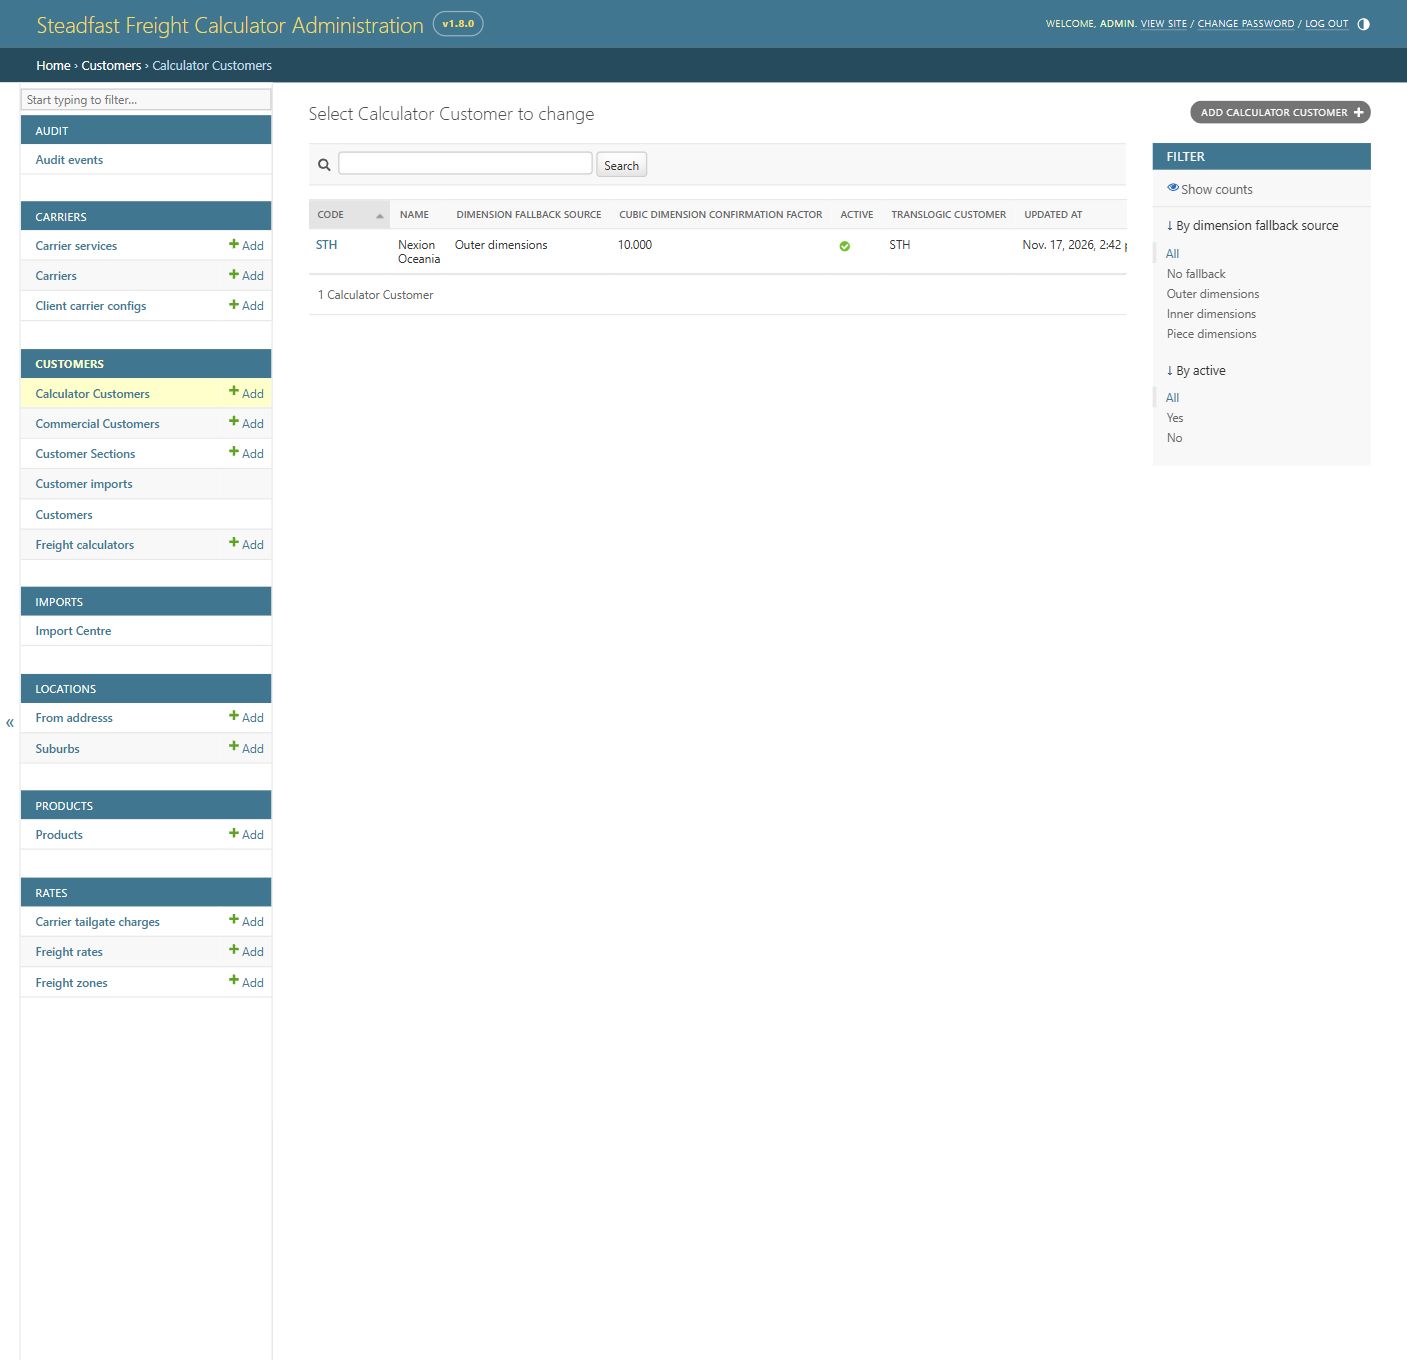 Steadfast Freight Calculator Administration v1.8.0
WELCOME, ADMIN. VIEW SITE / CHANGE PASSWORD / LOG OUT
Home › Customers › Calculator Customers
Start typing to filter...
AUDIT
Audit events
CARRIERS
Carrier services Add
Carriers Add
Client carrier configs Add
CUSTOMERS
Calculator Customers Add
Commercial Customers Add
Customer Sections Add
Customer imports
Customers
Freight calculators Add
IMPORTS
Import Centre
LOCATIONS
From addresss Add
Suburbs Add
PRODUCTS
Products Add
RATES
Carrier tailgate charges Add
Freight rates Add
Freight zones Add
«
Select Calculator Customer to change
ADD CALCULATOR CUSTOMER +
Search
CODE NAME DIMENSION FALLBACK SOURCE CUBIC DIMENSION CONFIRMATION FACTOR ACTIVE TRANSLOGIC CUSTOMER UPDATED AT
STH Nexion Outer dimensions 10.000 STH Nov. 17, 2026, 2:42
Oceania
1 Calculator Customer
FILTER
Show counts
↓ By dimension fallback source
All
No fallback
Outer dimensions
Inner dimensions
Piece dimensions
↓ By active
All
Yes
No